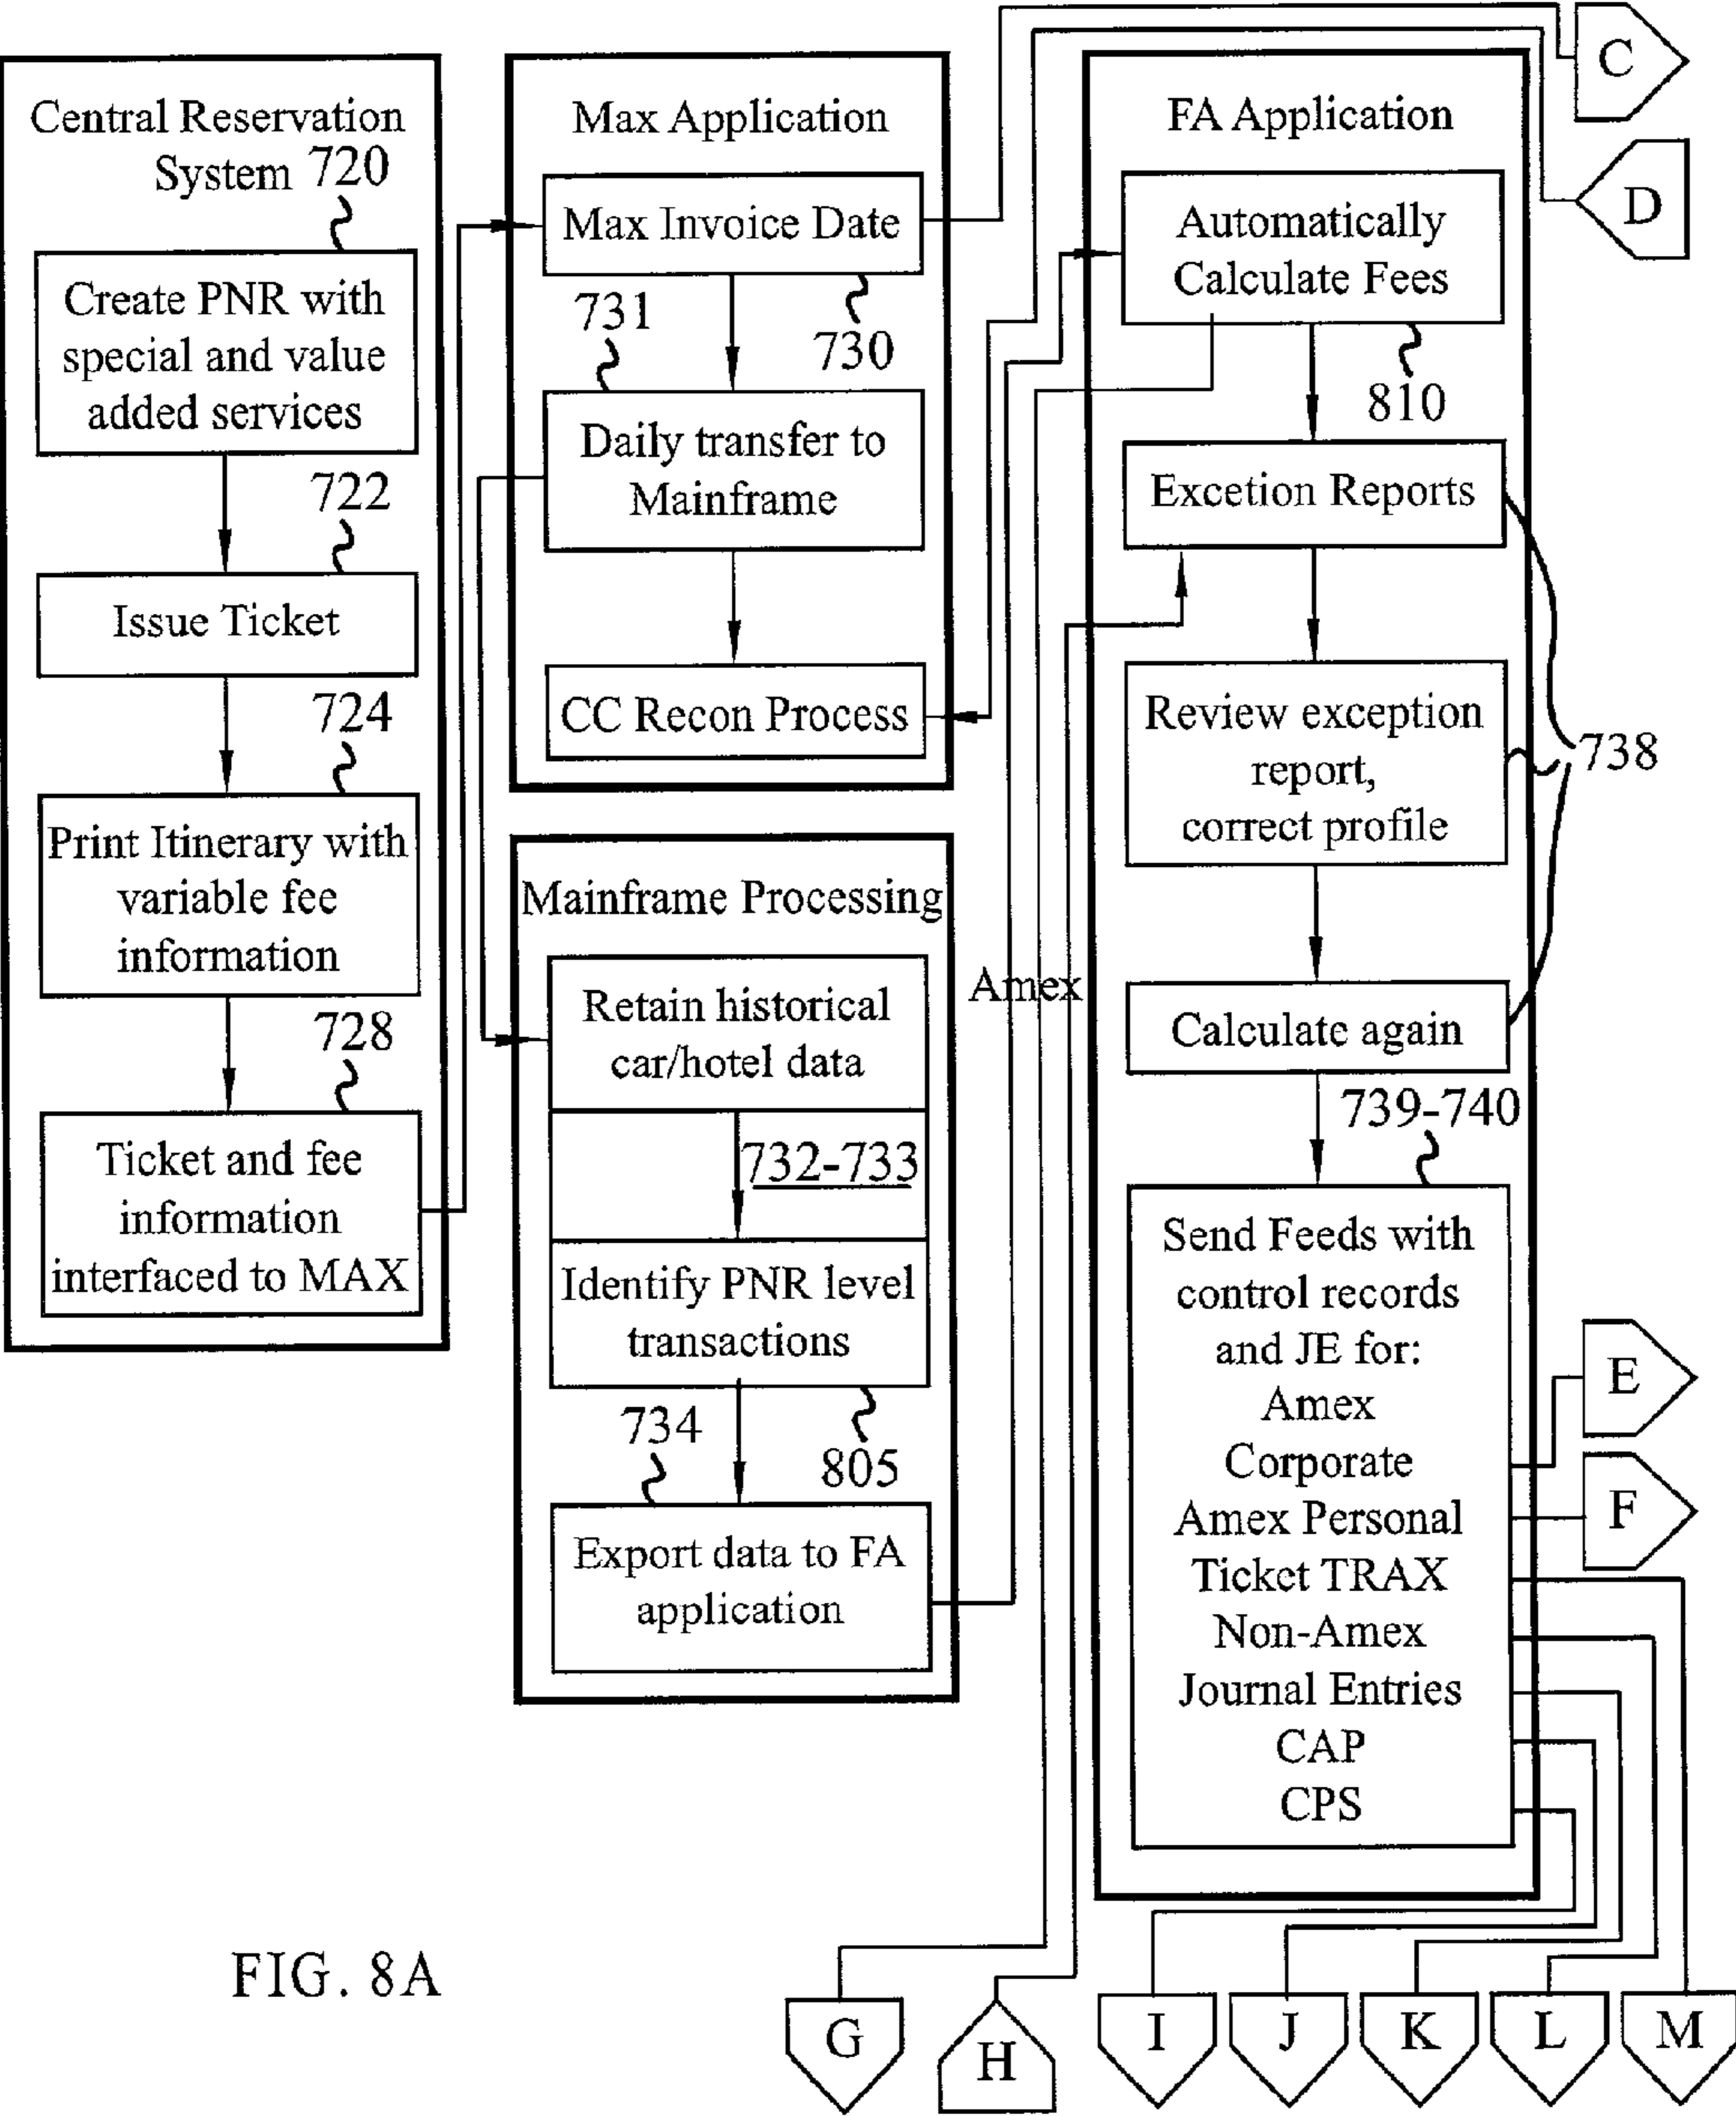 Central Reservation
System 720
Create PNR with
special and value
added services
722
Issue Ticket
724
Print Itinerary with
variable fee
information
728
Ticket and fee
information
interfaced to MAX
Max Application
Max Invoice Date
731
730
Daily transfer to
Mainframe
CC Recon Process
Mainframe Processing
Retain historical
car/hotel data
732-733
Identify PNR level
transactions
734
805
Export data to FA
application
Amex
FA Application
Automatically
Calculate Fees
810
Excetion Reports
Review exception
report,
correct profile
738
Calculate again
739-740
Send Feeds with
control records
and JE for:
Amex
Corporate
Amex Personal
Ticket TRAX
Non-Amex
Journal Entries
CAP
CPS
C
D
E
F
G
H
I
J
K
L
M
FIG. 8A